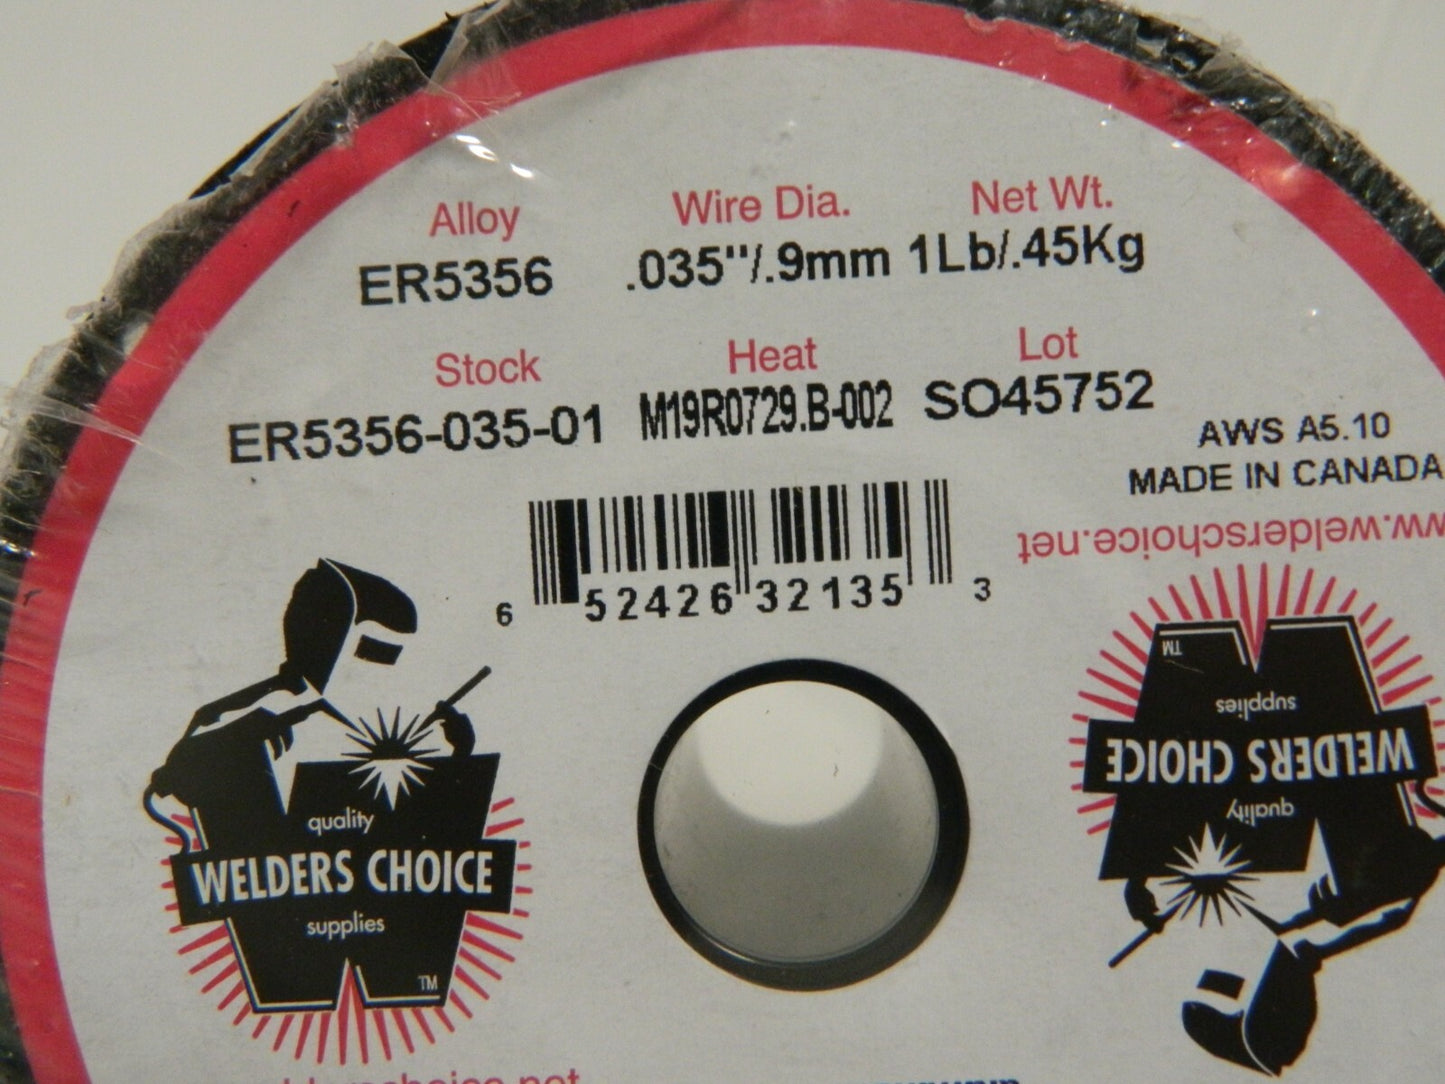 Alloy Wire Dia. Net Wt.
ER5356 .035"/.9mm 1Lb/.45Kg
Stock Heat Lot
ER5356-035-01 M19R0729.B-002 SO45752
AWS A5.10
MADE IN CANADA
6 52426 32135 3
w.welderschoice.net
quality
WELDERS CHOICE
supplies
TM
TM
supplies
WELDERS CHOICE
quality